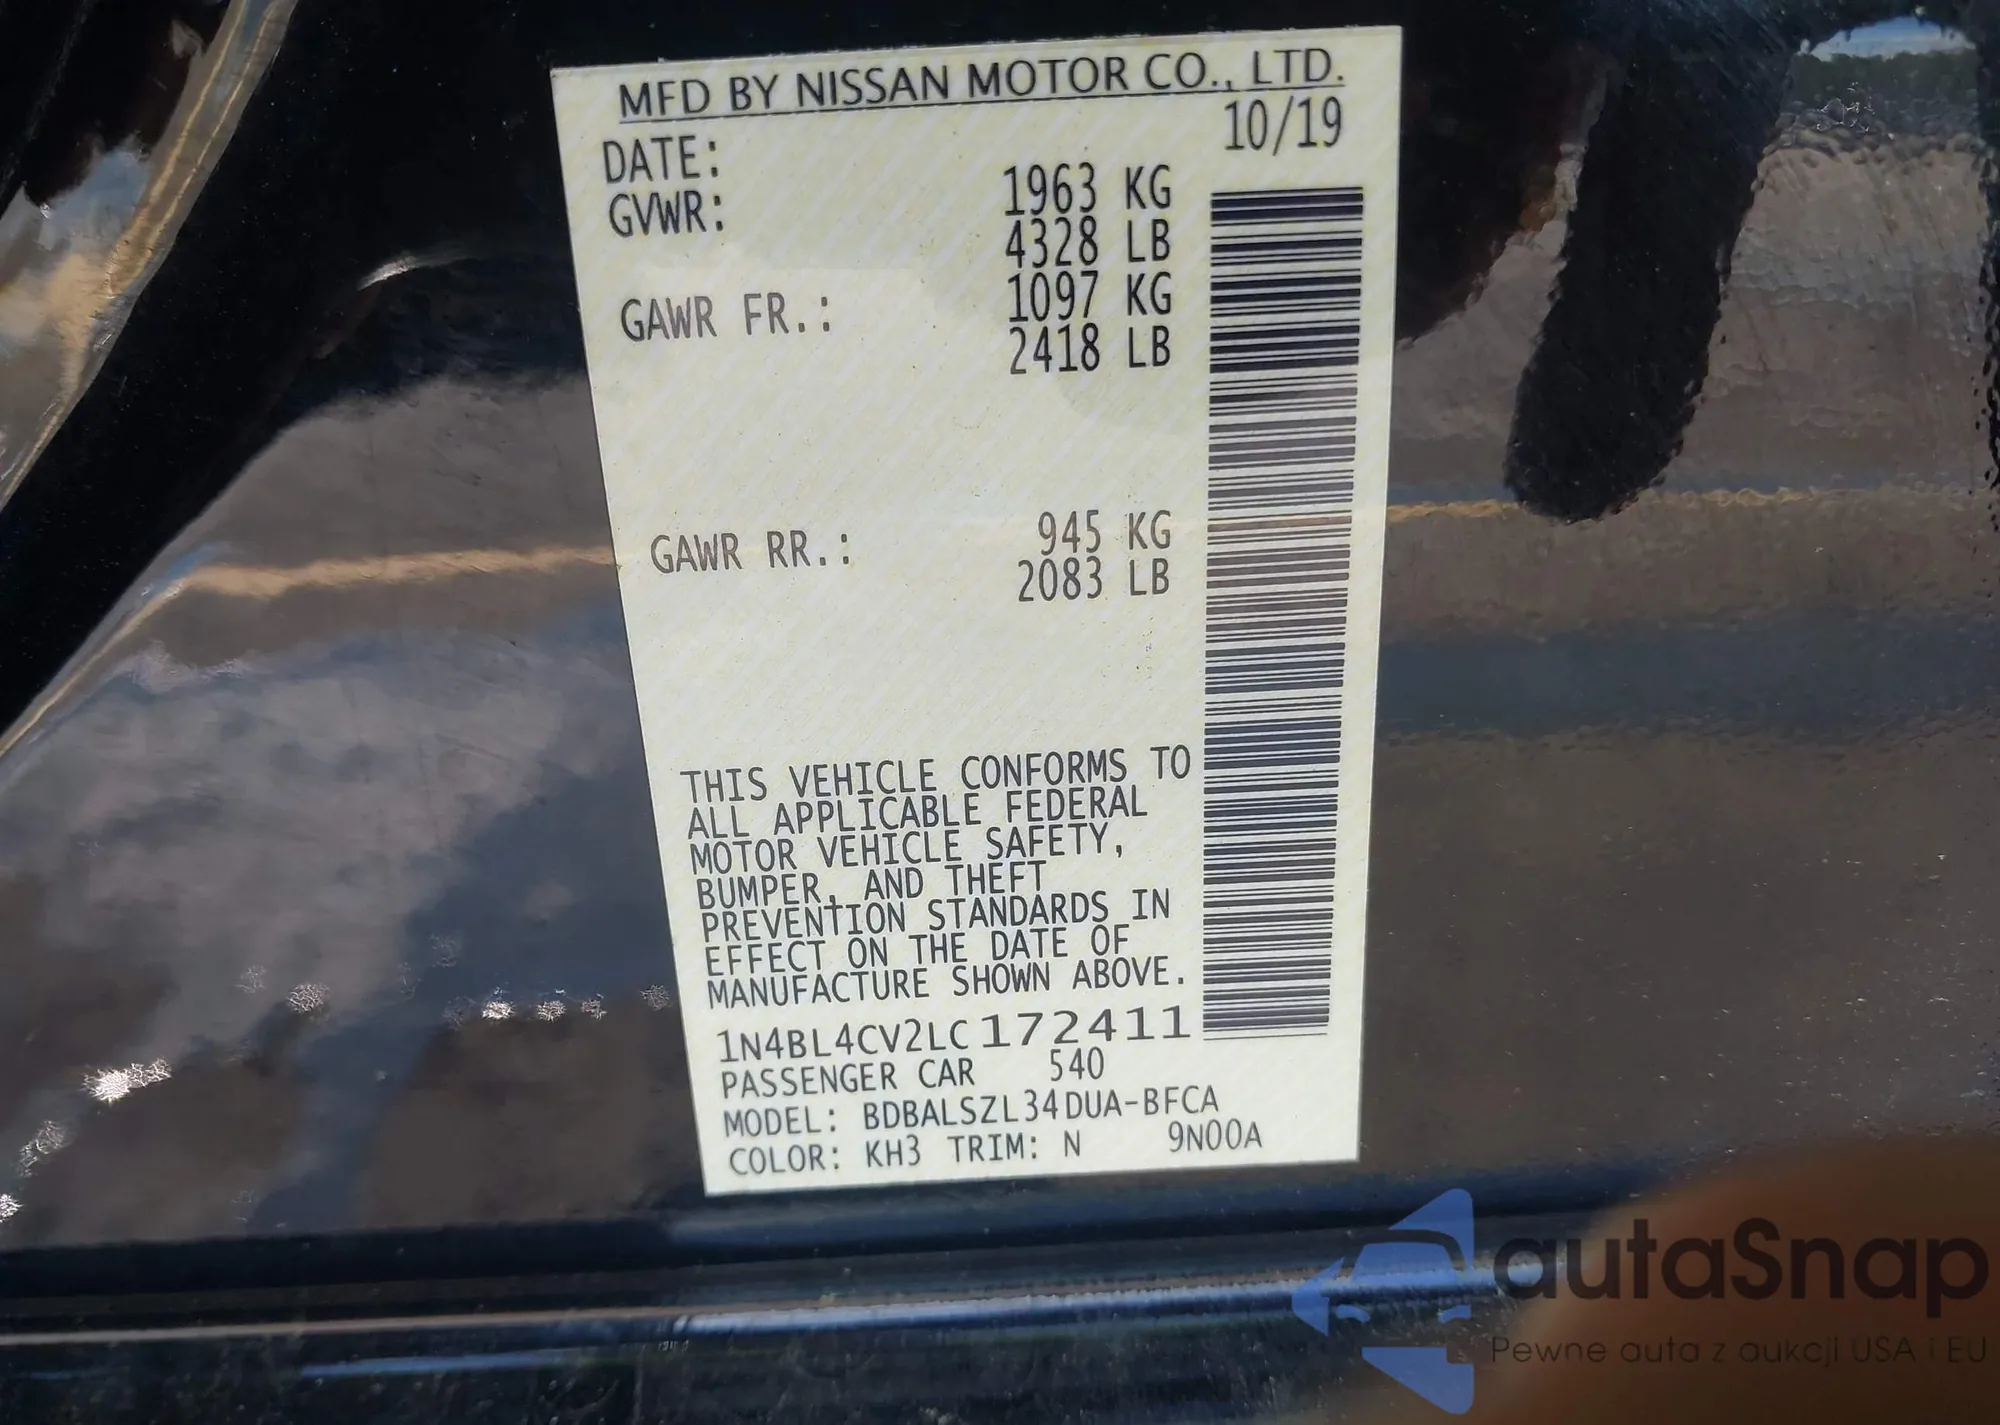 MFD BY NISSAN MOTOR CO., LTD.
DATE: 10/19
GVWR: 1963 KG
4328 LB
GAWR FR.: 1097 KG
2418 LB
GAWR RR.: 945 KG
2083 LB
THIS VEHICLE CONFORMS TO
ALL APPLICABLE FEDERAL
MOTOR VEHICLE SAFETY,
BUMPER, AND THEFT
PREVENTION STANDARDS IN
EFFECT ON THE DATE OF
MANUFACTURE SHOWN ABOVE.
1N4BL4CV2LC172411
PASSENGER CAR 540
MODEL: BDBALSZL34DUA-BFCA
COLOR: KH3 TRIM: N 9N00A
autaSnap
Pewne auta z aukcji USA i EU